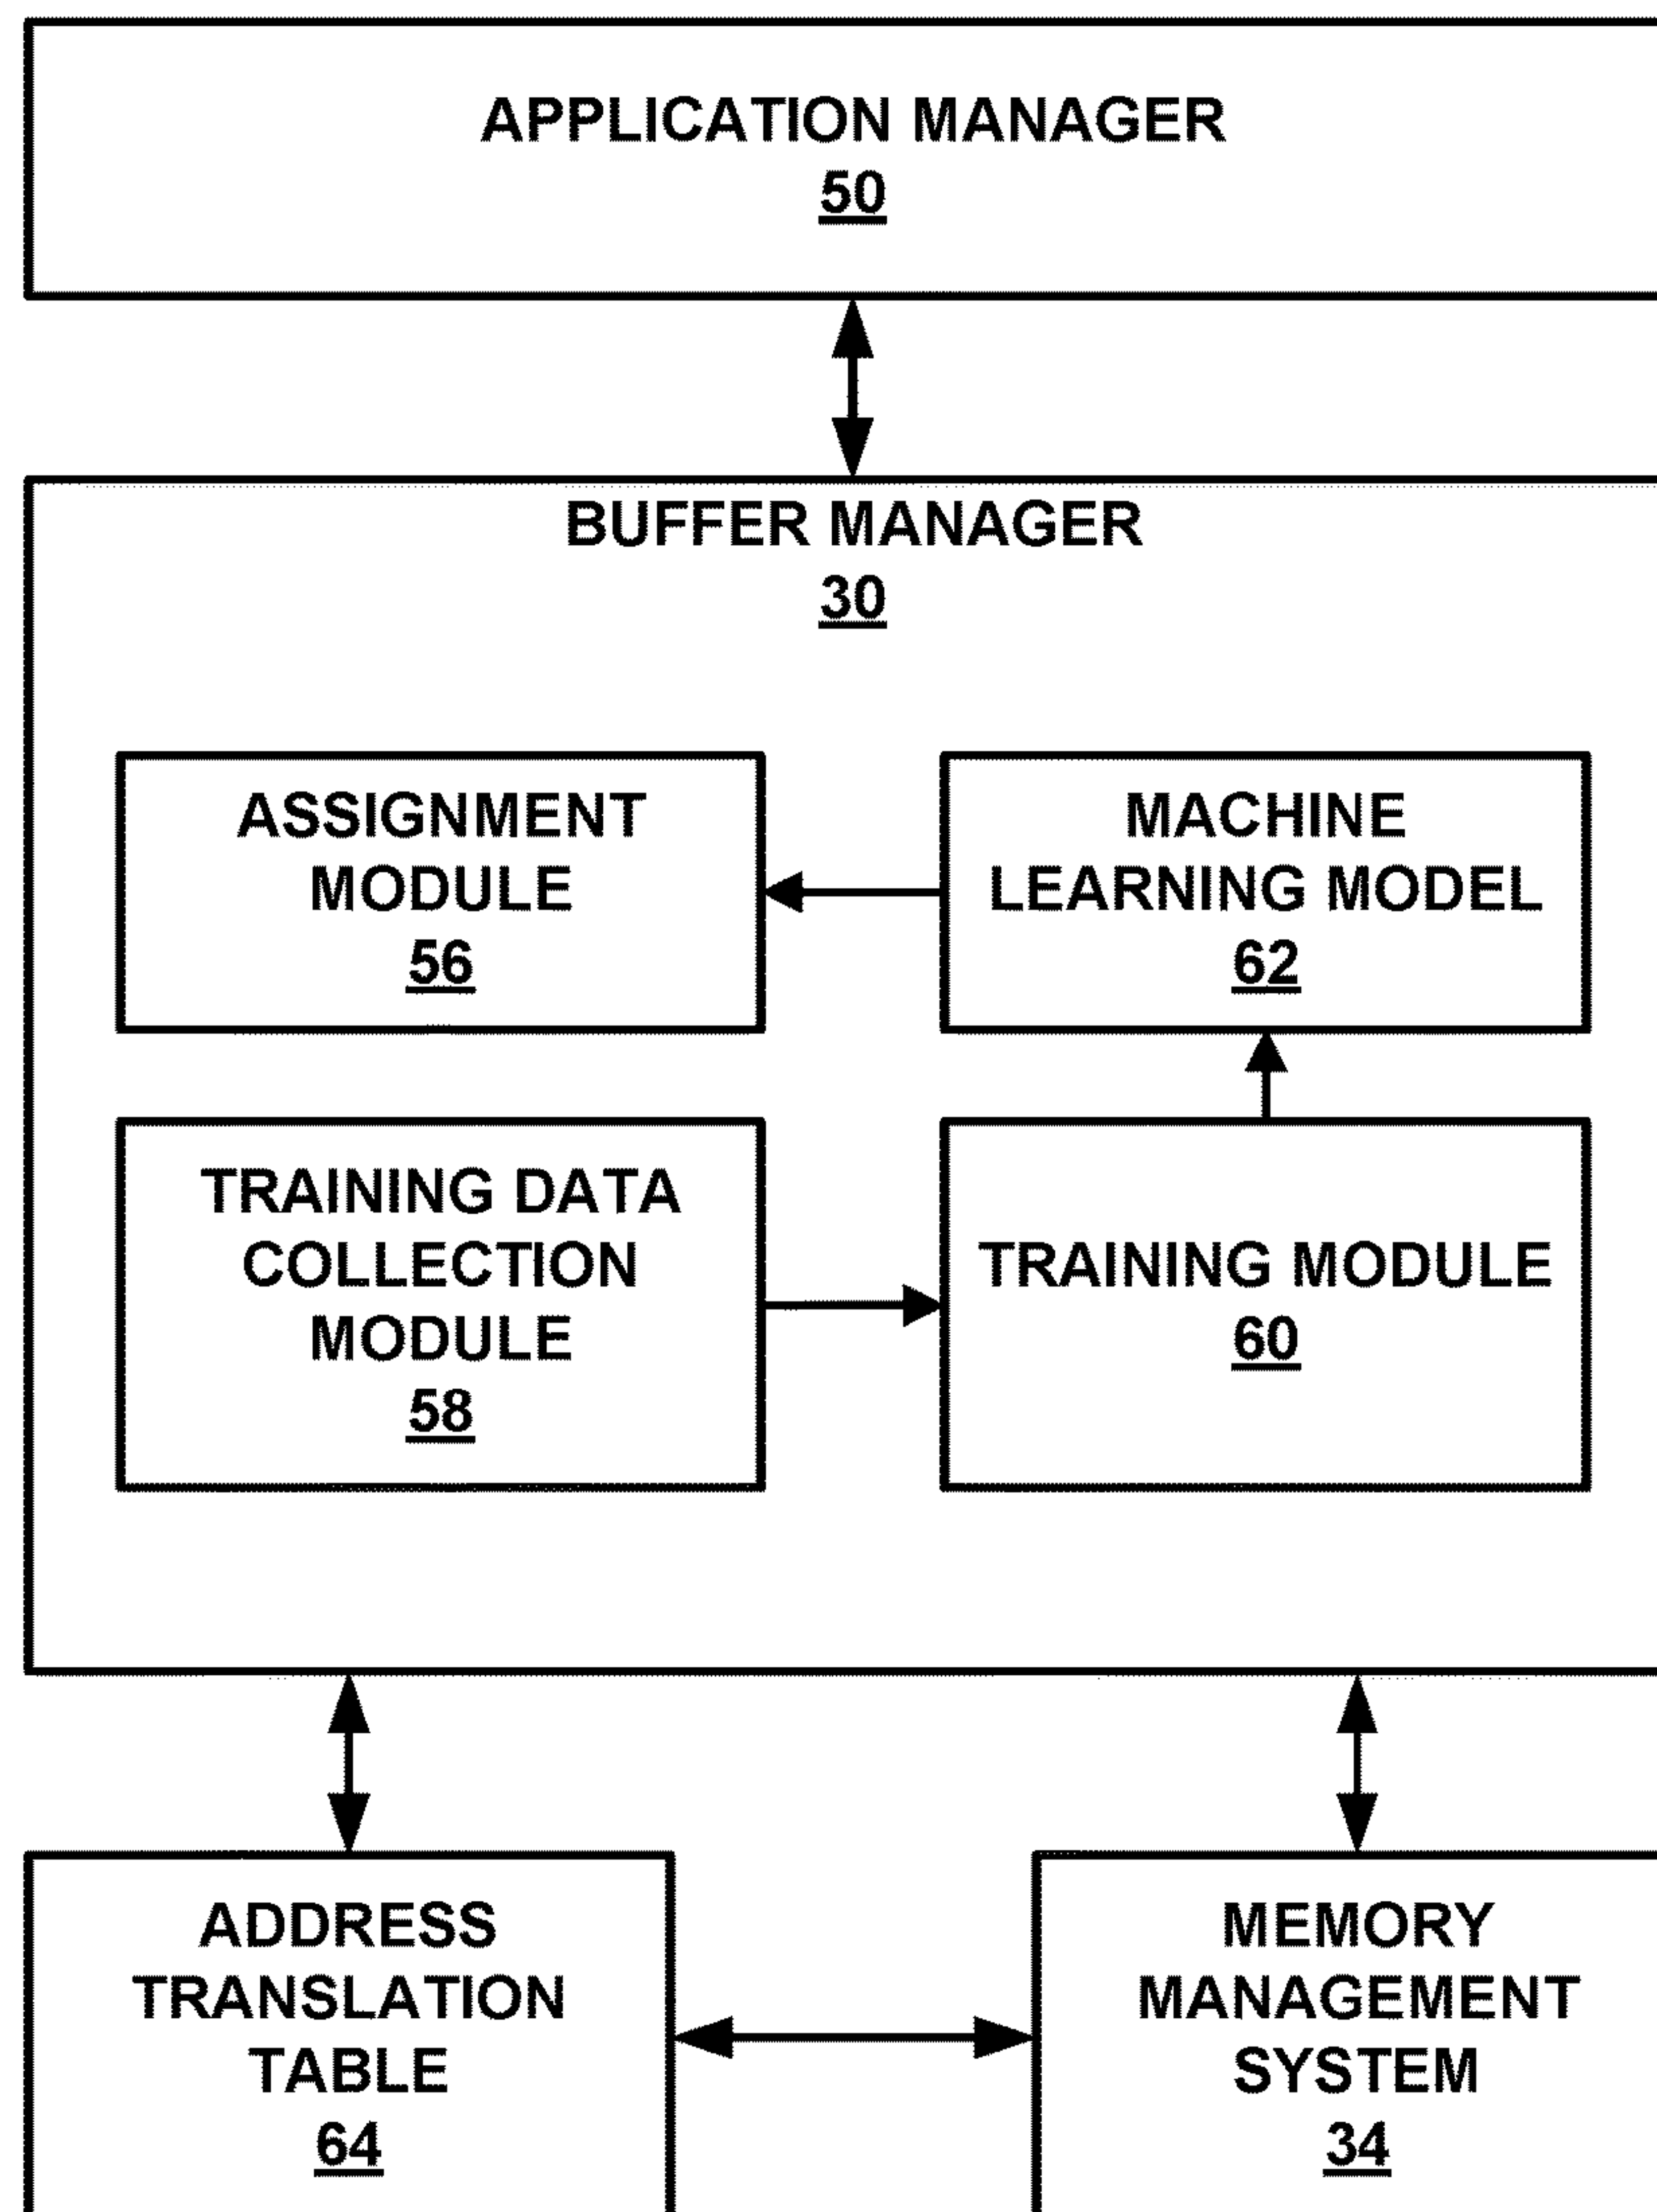 APPLICATION MANAGER
50
BUFFER MANAGER
30
ASSIGNMENT
MODULE
56
MACHINE
LEARNING MODEL
62
TRAINING DATA
COLLECTION
MODULE
58
TRAINING MODULE
60
ADDRESS
TRANSLATION
TABLE
64
MEMORY
MANAGEMENT
SYSTEM
34